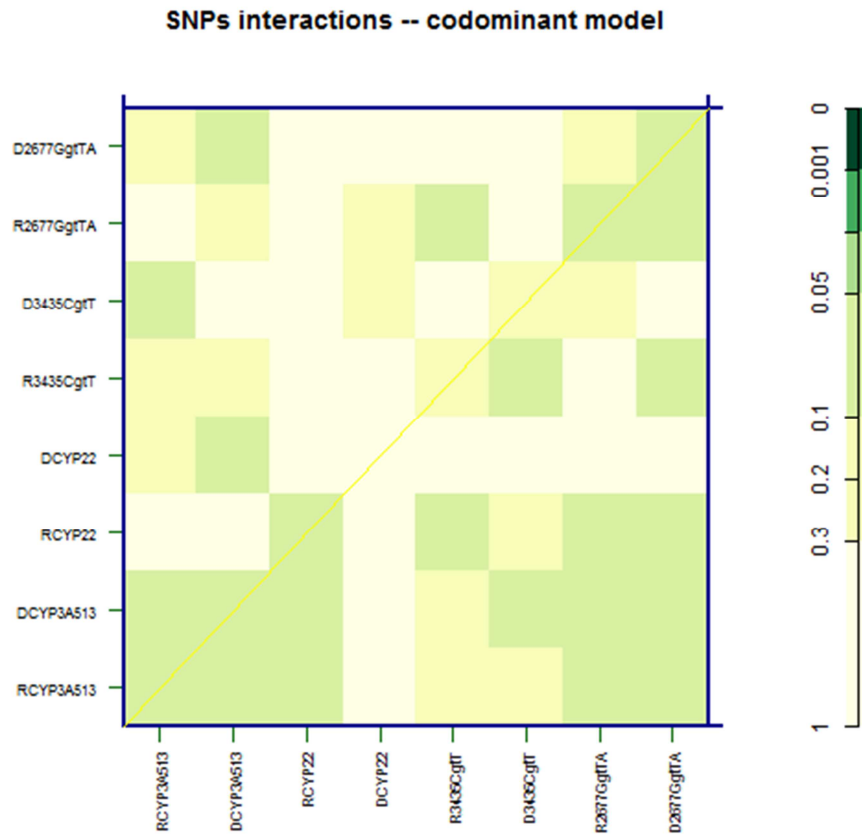 SNPs interactions -- codominant model
D2677GgtTA
R2677GgtTA
D3435CgtT
R3435CgtT
DCYP22
RCYP22
DCYP3A513
RCYP3A513
RCYP3A513
DCYP3A513
RCYP22
DCYP22
R3435CgtT
D3435CgtT
R2677GgtTA
D2677GgtTA
0
0.001
0.05
0.1
0.2
0.3
1